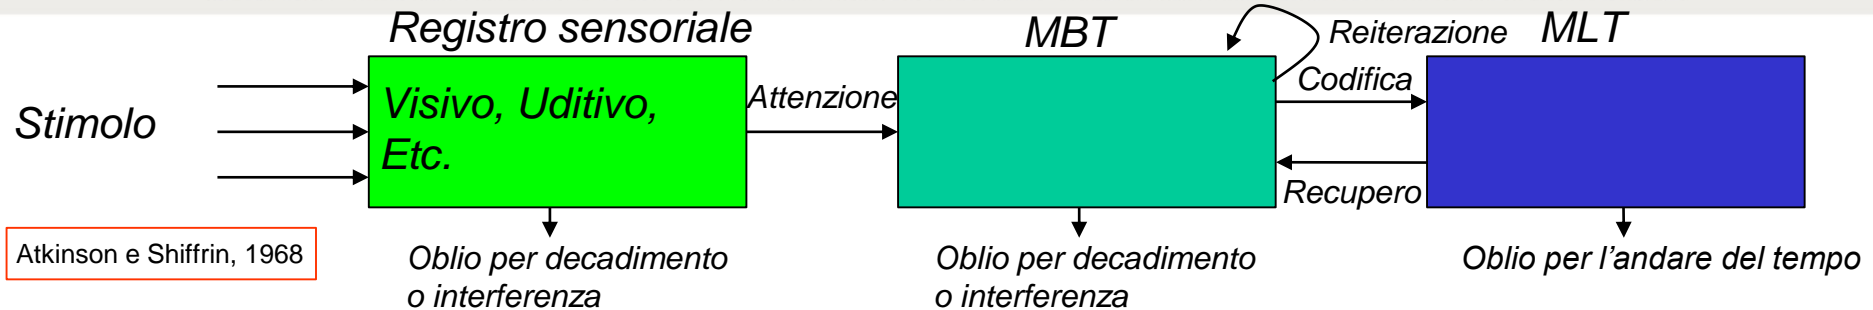 Registro sensoriale
MBT
Reiterazione
MLT
Stimolo
Visivo, Uditivo,
Etc.
Attenzione
Codifica
Recupero
Atkinson e Shiffrin, 1968
Oblio per decadimento
o interferenza
Oblio per decadimento
o interferenza
Oblio per l’andare del tempo